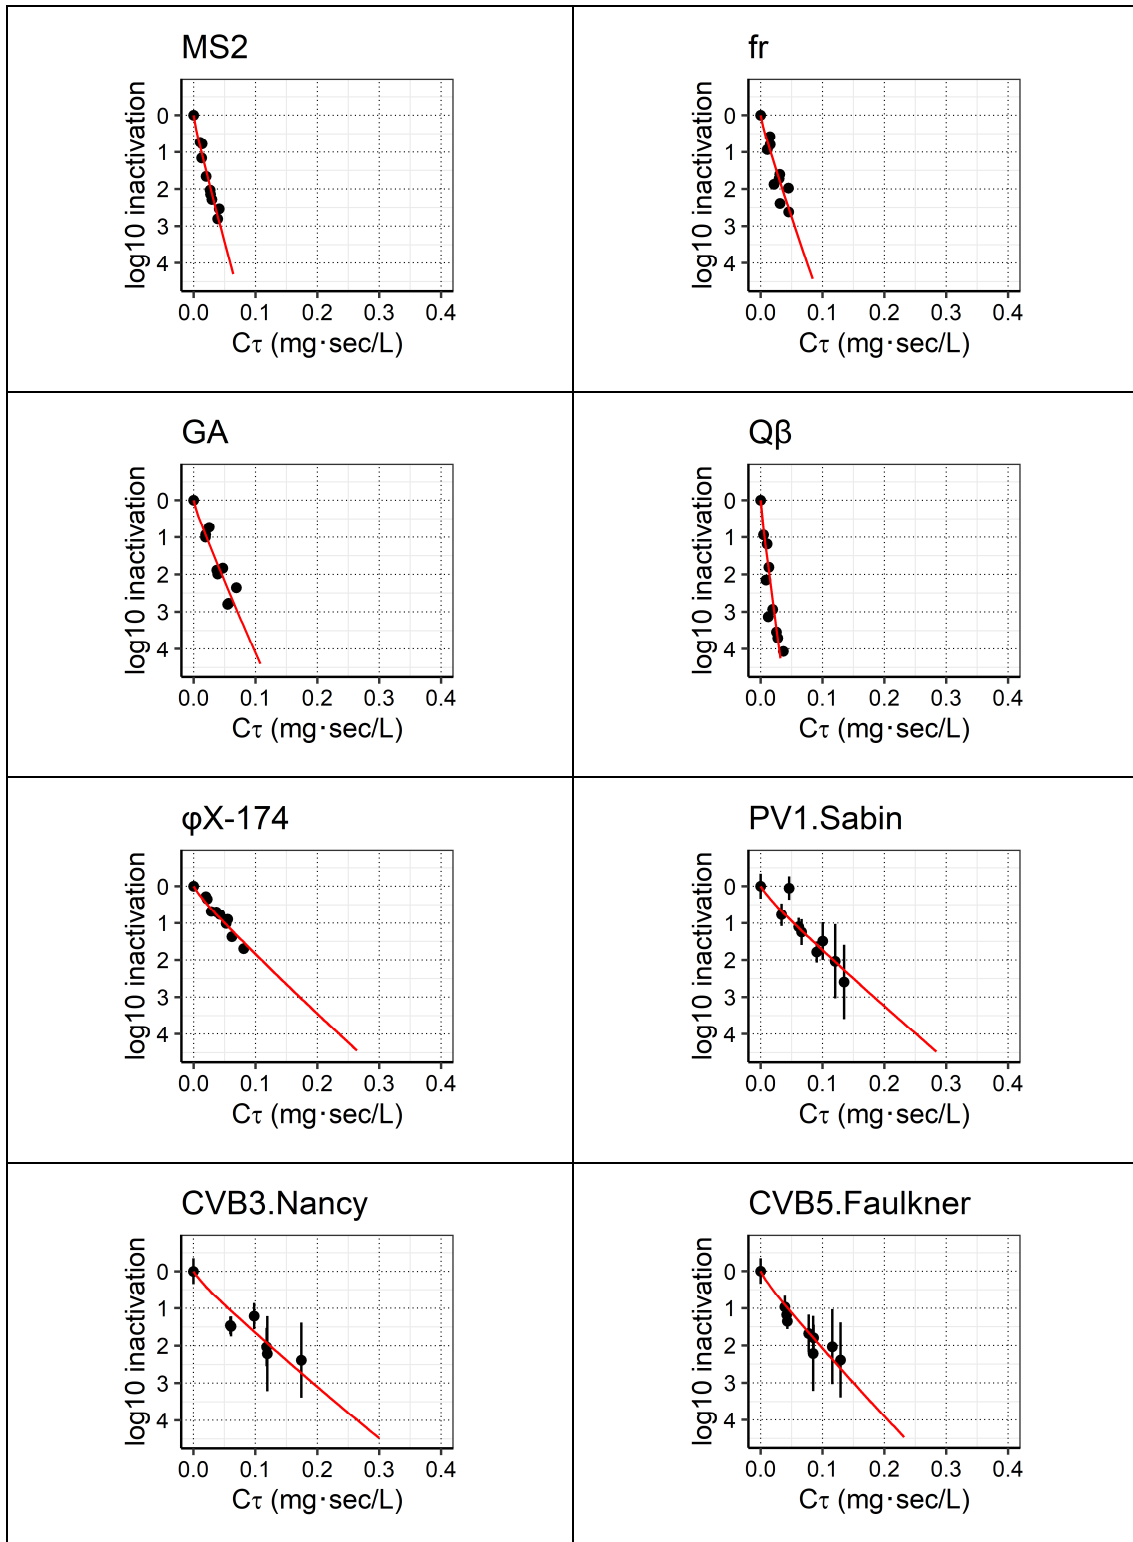 MS2
log10 inactivation
0
1
2
3
4
0.0 0.1 0.2 0.3 0.4
Cτ (mg·sec/L)
fr
log10 inactivation
0
1
2
3
4
0.0 0.1 0.2 0.3 0.4
Cτ (mg·sec/L)
GA
log10 inactivation
0
1
2
3
4
0.0 0.1 0.2 0.3 0.4
Cτ (mg·sec/L)
Qβ
log10 inactivation
0
1
2
3
4
0.0 0.1 0.2 0.3 0.4
Cτ (mg·sec/L)
φX-174
log10 inactivation
0
1
2
3
4
0.0 0.1 0.2 0.3 0.4
Cτ (mg·sec/L)
PV1.Sabin
log10 inactivation
0
1
2
3
4
0.0 0.1 0.2 0.3 0.4
Cτ (mg·sec/L)
CVB3.Nancy
log10 inactivation
0
1
2
3
4
0.0 0.1 0.2 0.3 0.4
Cτ (mg·sec/L)
CVB5.Faulkner
log10 inactivation
0
1
2
3
4
0.0 0.1 0.2 0.3 0.4
Cτ (mg·sec/L)